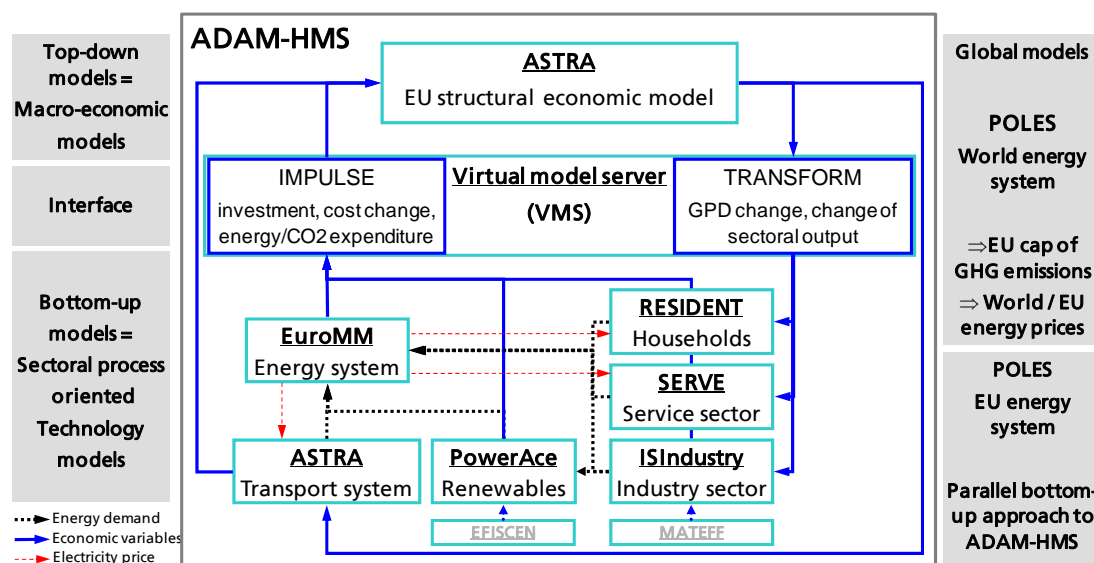 ADAM-HMS
Top-down
models =
Macro-economic
models
Interface
Bottom-up
models =
Sectoral process
oriented
Technology
models
ASTRA
EU structural economic model
IMPULSE
investment, cost change,
energy/CO2 expenditure
Virtual model server
(VMS)
TRANSFORM
GPD change, change of
sectoral output
EuroMM
Energy system
RESIDENT
Households
SERVE
Service sector
ASTRA
Transport system
PowerAce
Renewables
ISIndustry
Industry sector
EFISCEN
MATEFF
Energy demand
Economic variables
Electricity price
Global models
POLES
World energy
system
⇒EU cap of
GHG emissions
⇒ World / EU
energy prices
POLES
EU energy
system
Parallel bottom-
up approach to
ADAM-HMS